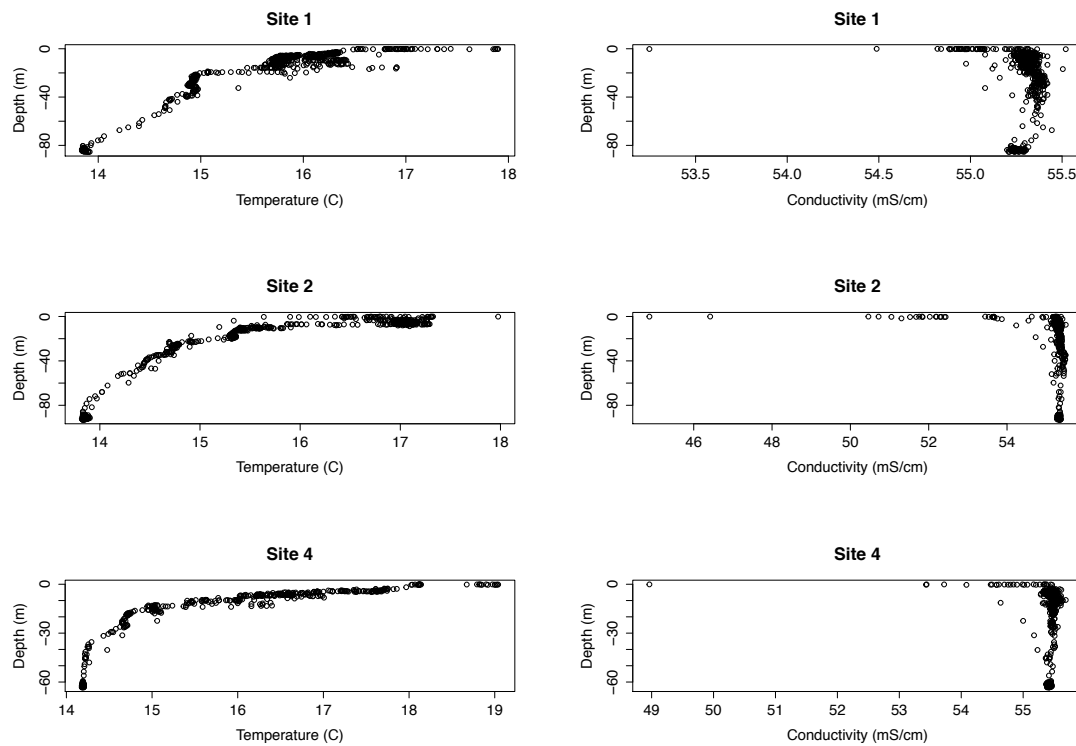 Site 1
Depth (m)
0
−40
−80
14 15 16 17 18
Temperature (C)
Site 1
Depth (m)
0
−40
−80
53.5 54.0 54.5 55.0 55.5
Conductivity (mS/cm)
Site 2
Depth (m)
0
−40
−80
14 15 16 17 18
Temperature (C)
Site 2
Depth (m)
0
−40
−80
46 48 50 52 54
Conductivity (mS/cm)
Site 4
Depth (m)
0
−30
−60
14 15 16 17 18 19
Temperature (C)
Site 4
Depth (m)
0
−30
−60
49 50 51 52 53 54 55
Conductivity (mS/cm)